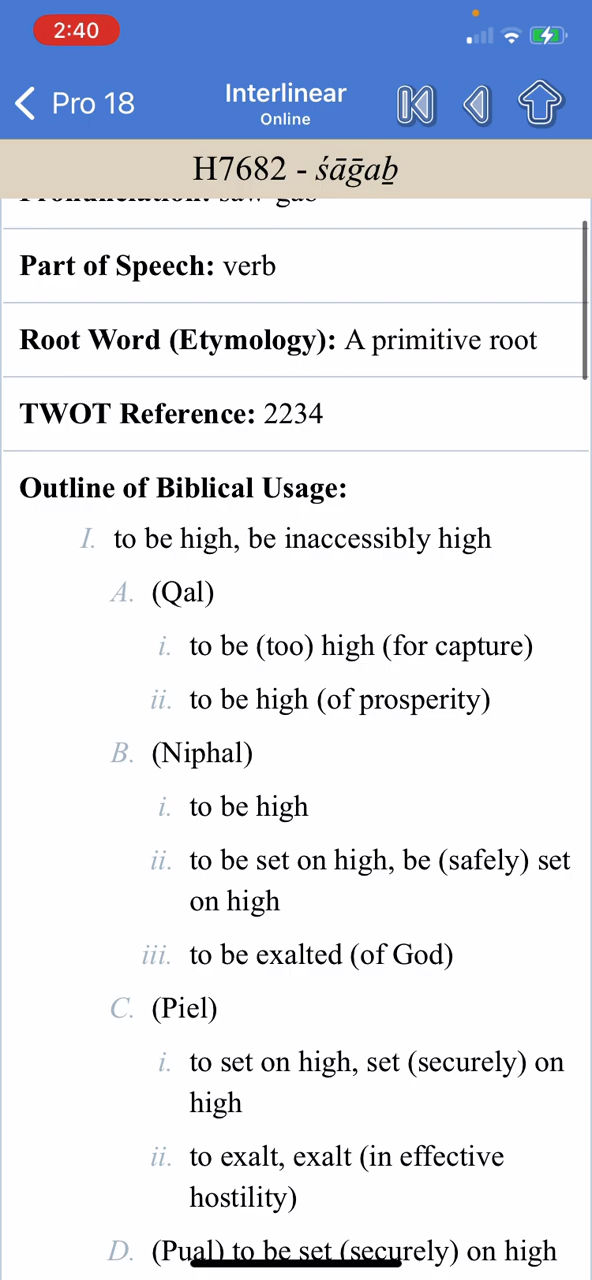 2:40
Pro 18
Interlinear
Online
H7682 - śāḡaḇ
Part of Speech: verb
Root Word (Etymology): A primitive root
TWOT Reference: 2234
Outline of Biblical Usage:
I. to be high, be inaccessibly high
A. (Qal)
i. to be (too) high (for capture)
ii. to be high (of prosperity)
B. (Niphal)
i. to be high
ii. to be set on high, be (safely) set
on high
iii. to be exalted (of God)
C. (Piel)
i. to set on high, set (securely) on
high
ii. to exalt, exalt (in effective
hostility)
D. (Pual) to be set (securely) on high